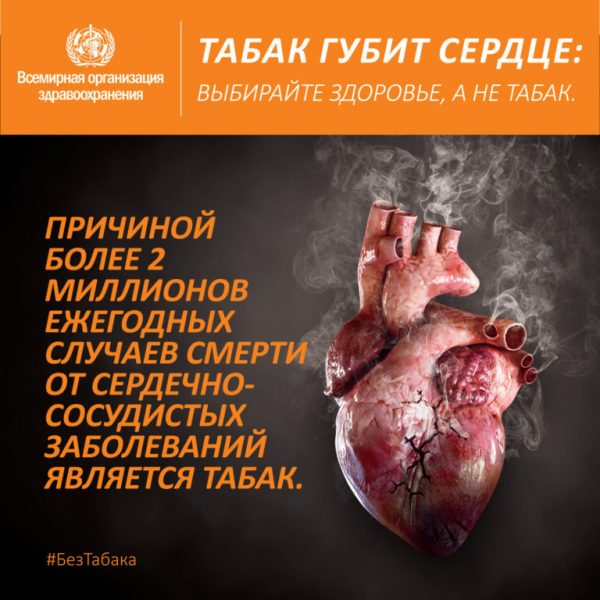 Всемирная организация
здравоохранения
ТАБАК ГУБИТ СЕРДЦЕ:
ВЫБИРАЙТЕ ЗДОРОВЬЕ, А НЕ ТАБАК.
ПРИЧИНОЙ
БОЛЕЕ 2
МИЛЛИОНОВ
ЕЖЕГОДНЫХ
СЛУЧАЕВ СМЕРТИ
ОТ СЕРДЕЧНО-
СОСУДИСТЫХ
ЗАБОЛЕВАНИЙ
ЯВЛЯЕТСЯ ТАБАК.
#БезТабака